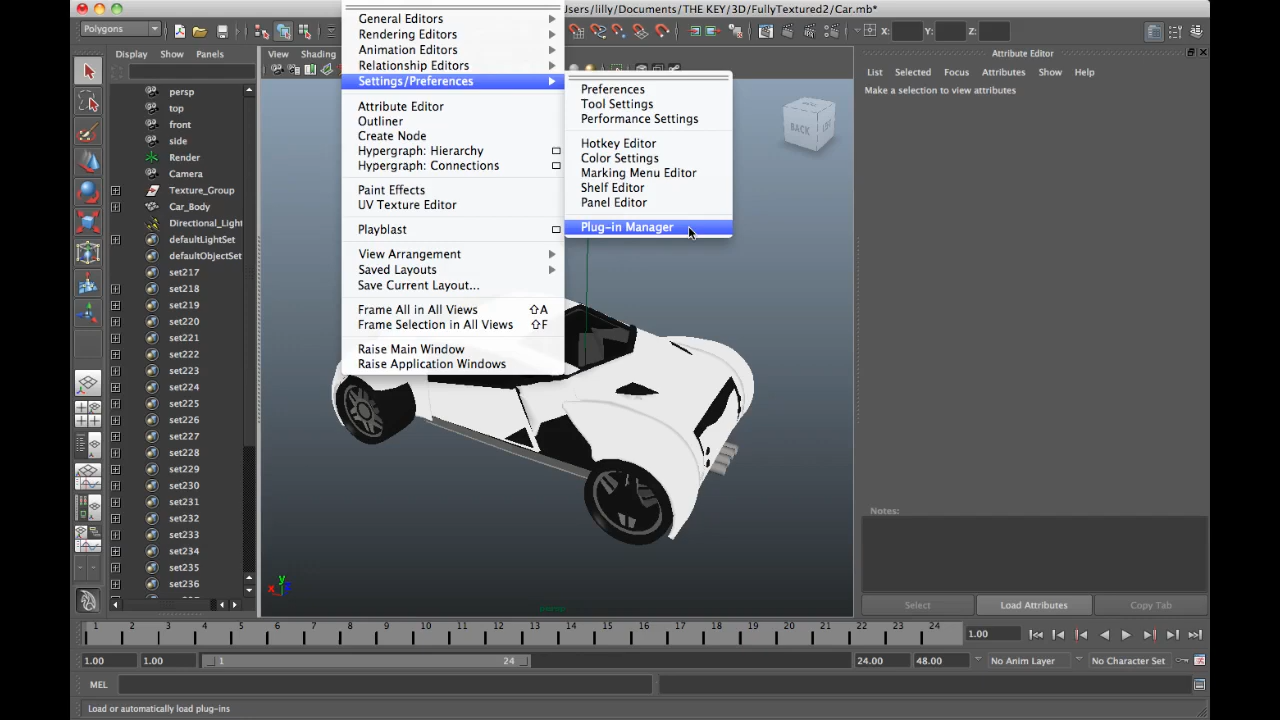 sers/lilly/Documents/THE KEY/3D/FullyTextured2/Car.mb*
Polygons
X:
Y:
Z:
General Editors
Rendering Editors
Animation Editors
Relationship Editors
Settings/Preferences
Attribute Editor
Outliner
Create Node
Hypergraph: Hierarchy
Hypergraph: Connections
Paint Effects
UV Texture Editor
Playblast
View Arrangement
Saved Layouts
Save Current Layout...
Frame All in All Views ⇧A
Frame Selection in All Views ⇧F
Raise Main Window
Raise Application Windows
Preferences
Tool Settings
Performance Settings
Hotkey Editor
Color Settings
Marking Menu Editor
Shelf Editor
Panel Editor
Plug-in Manager
Display Show Panels
persp
top
front
side
Render
Camera
Texture_Group
Car_Body
Directional_Light
defaultLightSet
defaultObjectSet
set217
set218
set219
set220
set221
set222
set223
set224
set225
set226
set227
set228
set229
set230
set231
set232
set233
set234
set235
set236
View Shading
BACK
persp
y
x
Attribute Editor
List Selected Focus Attributes Show Help
Make a selection to view attributes
Notes:
Select Load Attributes Copy Tab
1 2 3 4 5 6 7 8 9 10 11 12 13 14 15 16 17 18 19 20 21 22 23 24
1.00
1.00 1.00 1 24 24.00 48.00 No Anim Layer No Character Set
MEL
Load or automatically load plug-ins